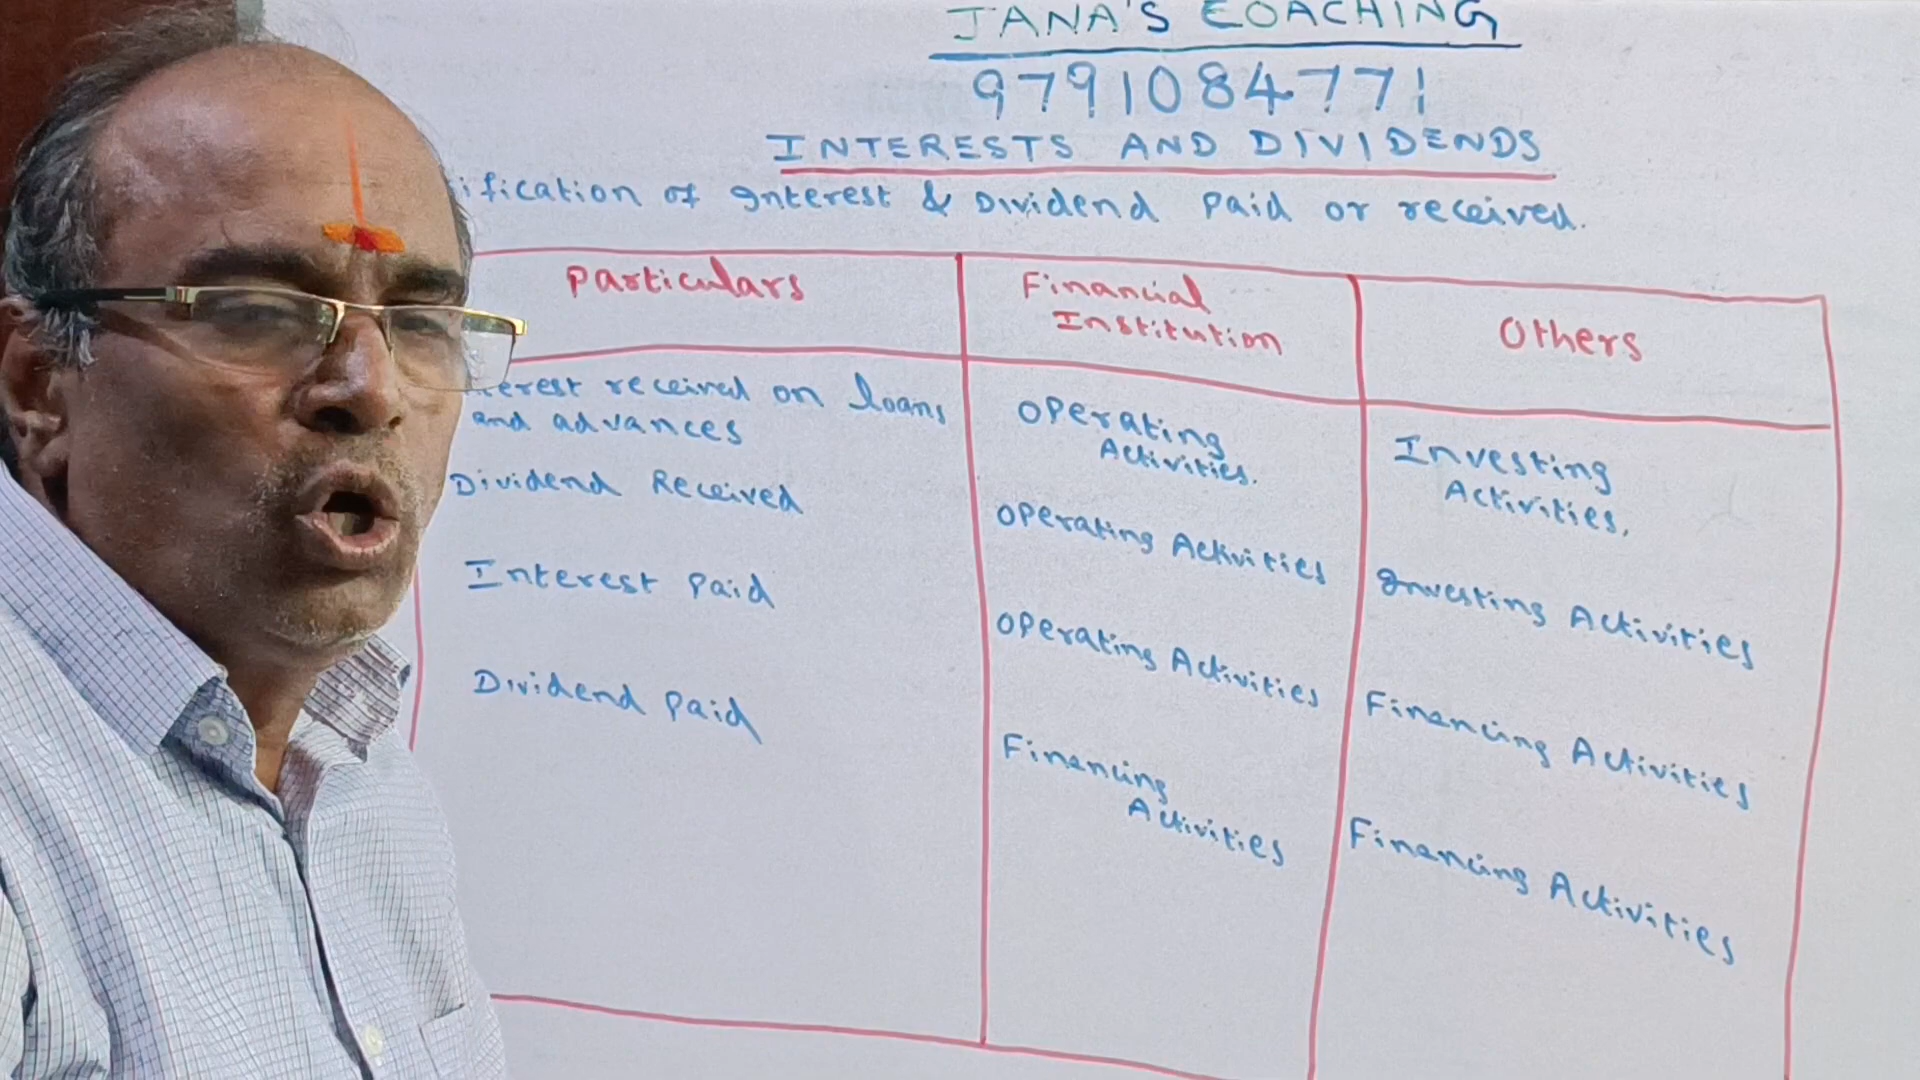 JANA'S COACHING
9791084771
INTERESTS AND DIVIDENDS
ification of Interest & Dividend Paid or received.
Particulars
Financial
Institution
Others
erest received on loans
and advances
Operating
Activities.
Investing
Activities.
Dividend Received
Operating Activities
Investing Activities
Interest Paid
Operating Activities
Financing Activities
Dividend Paid
Financing
Activities
Financing Activities